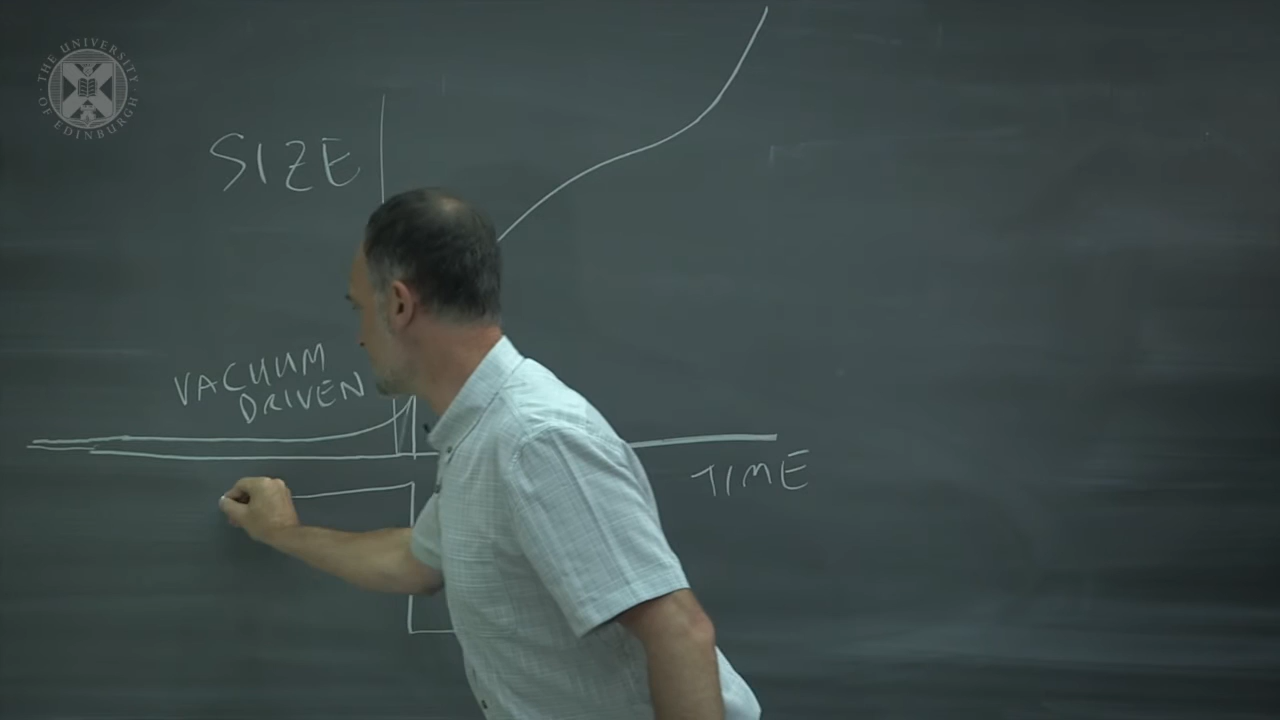 THE UNIVERSITY OF EDINBURGH
SIZE
VACUUM
DRIVEN
TIME